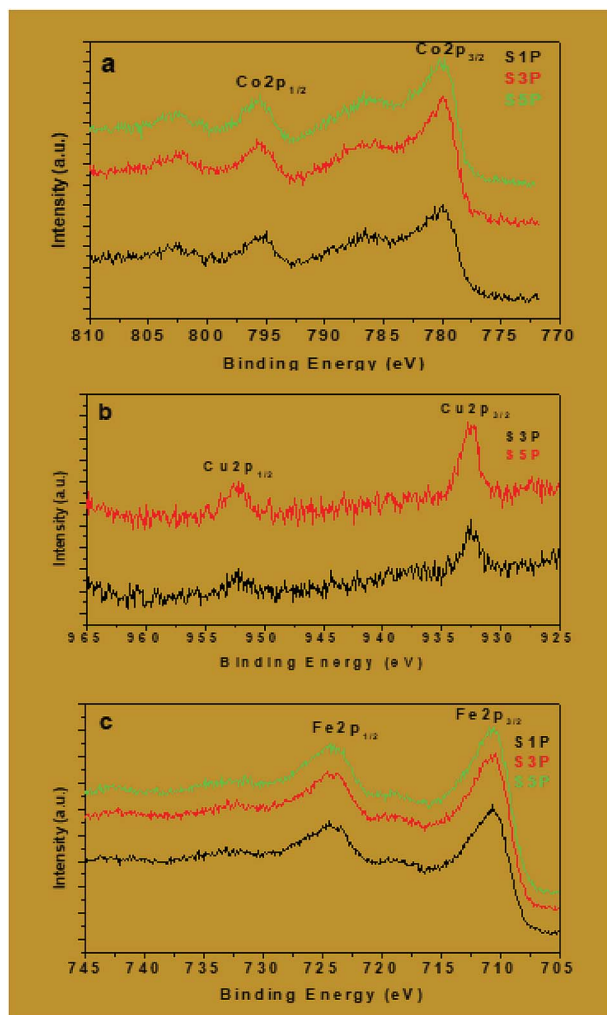 a
Co2p3/2
S1P
S3P
S5P
Co2p1/2
Intensity (a.u.)
810 805 800 795 790 785 780 775 770
Binding Energy (eV)
b
Cu2p3/2
S3P
S5P
Cu2p1/2
Intensity (a.u.)
965 960 955 950 945 940 935 930 925
Binding Energy (eV)
c
Fe2p3/2
Fe2p1/2
S1P
S3P
S5P
Intensity (a.u.)
745 740 730 725 720 715 710 705
Binding Energy (eV)